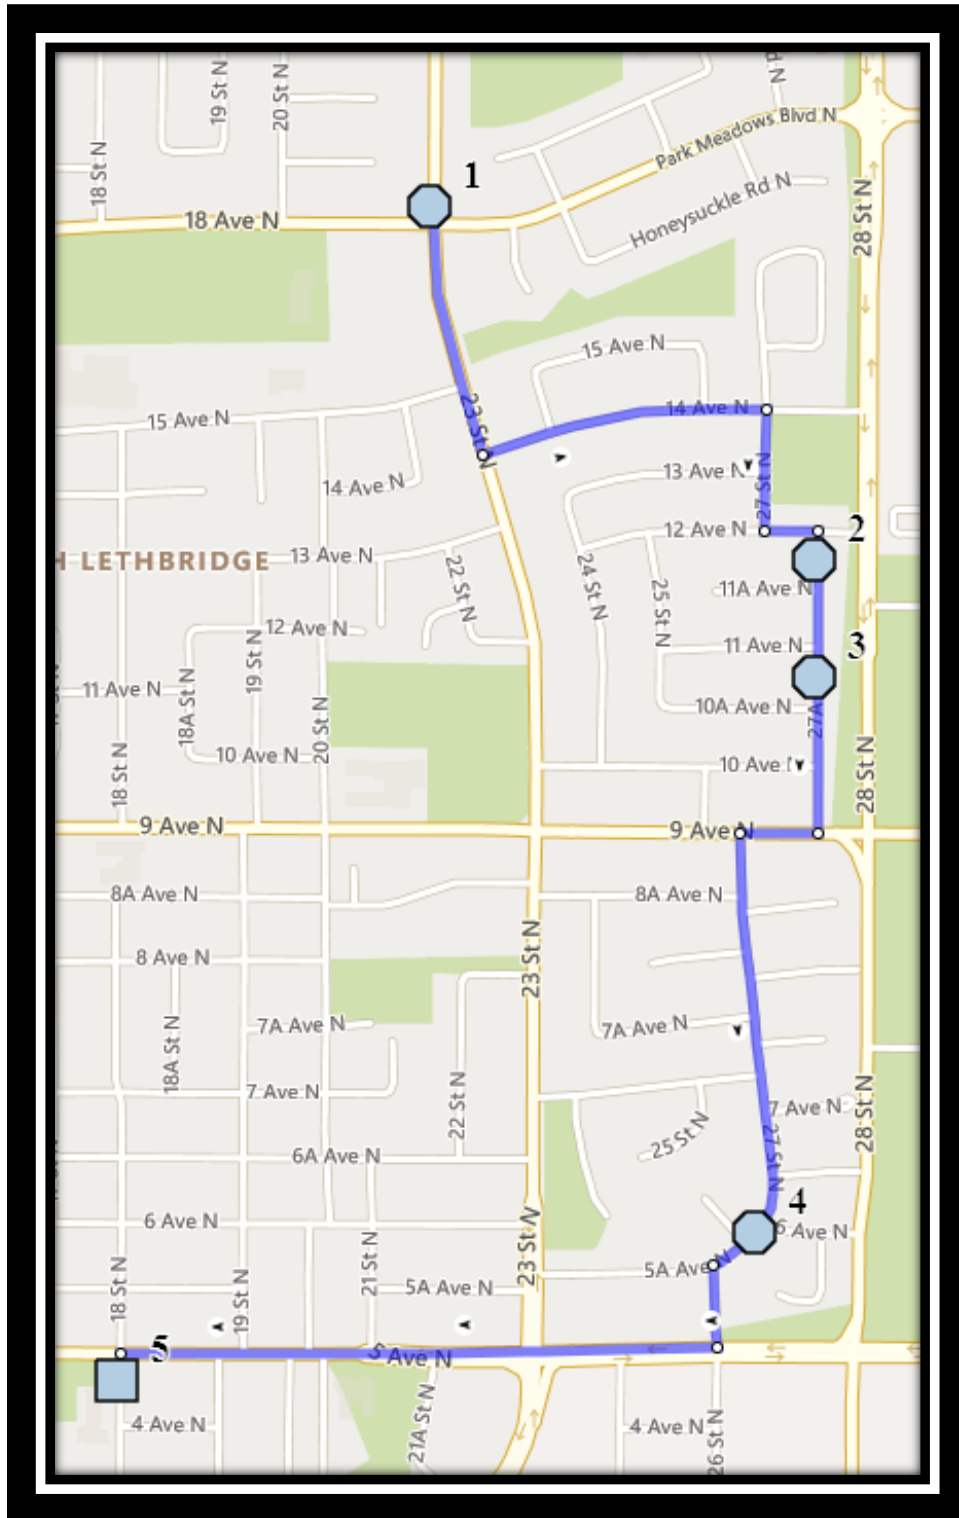 19 St N
20 St N
d N
18 St N
1
Park Meadows Blvd N
Honeysuckle Rd N
28 St N
18 Ave N
15 Ave N
23 St N
14 Ave N
15 Ave N
14 Ave N
13 Ave N
27 St N
12 Ave N
2
H LETHBRIDGE
13 Ave N
22 St N
24 St N
25 St N
11A Ave N
12 Ave N
19 St N
11 Ave N
3
11 Ave N
18A St N
20 St N
10A Ave N
27A
10 Ave N
18 St N
10 Ave
28 St N
9 Ave N
9 Ave N
8A Ave N
8A Ave N
8 Ave N
23 St N
7A Ave N
18A St N
7A Ave N
7 Ave N
22 St N
7 Ave N
28 St N
25 St N
27 St N
6A Ave N
4
6 Ave N
6 Ave N
23 St N
21 St N
5A Ave N
5A Ave N
18 St N
19 St N
5
5 Ave N
4 Ave N
21A St N
4 Ave N
26 St N